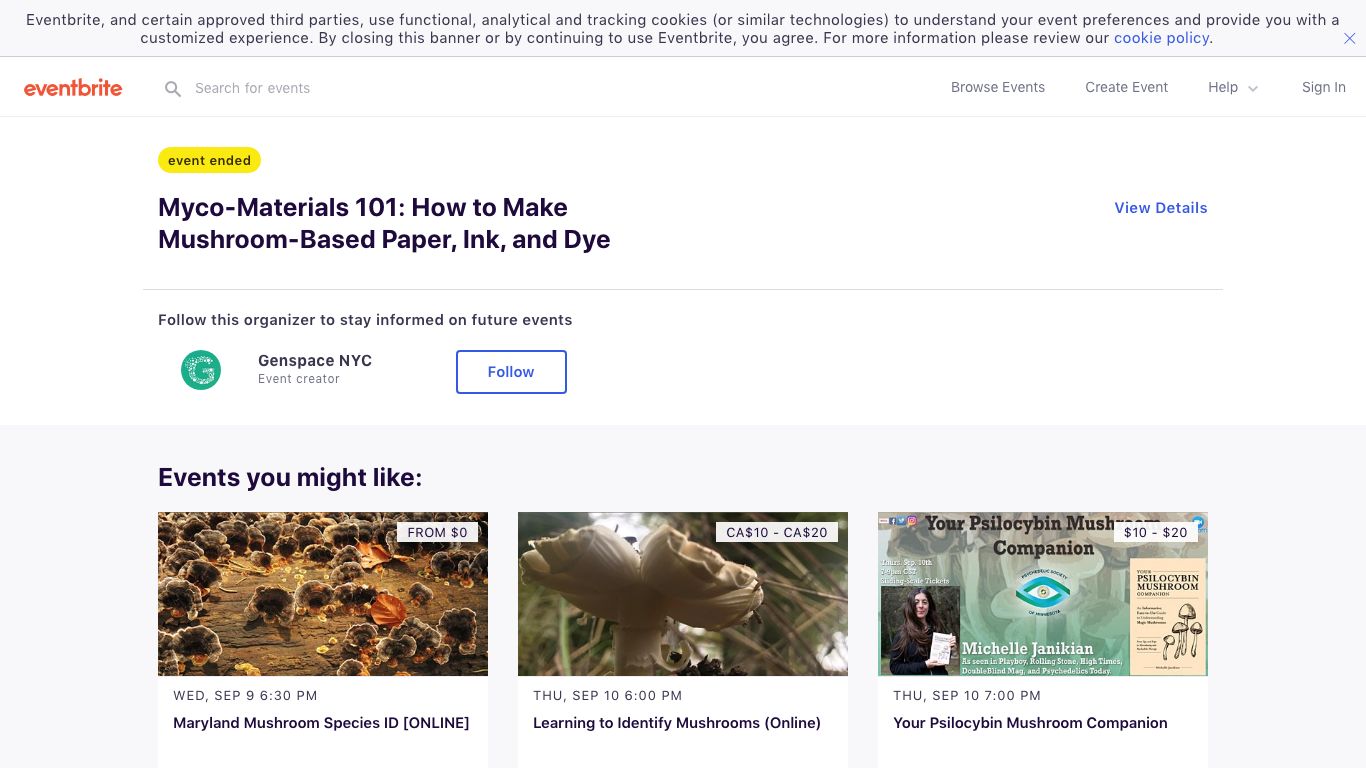 Eventbrite, and certain approved third parties, use functional, analytical and tracking cookies (or similar technologies) to understand your event preferences and provide you with a
customized experience. By closing this banner or by continuing to use Eventbrite, you agree. For more information please review our cookie policy.
eventbrite
Search for events
Browse Events
Create Event
Help
Sign In
event ended
Myco-Materials 101: How to Make
Mushroom-Based Paper, Ink, and Dye
View Details
Follow this organizer to stay informed on future events
Genspace NYC
Event creator
Follow
Events you might like:
FROM $0
WED, SEP 9 6:30 PM
Maryland Mushroom Species ID [ONLINE]
CA$10 - CA$20
THU, SEP 10 6:00 PM
Learning to Identify Mushrooms (Online)
Your Psilocybin Mushroom
Companion
$10 - $20
Thurs. Sep. 10th
7-9pm CST
Sliding-Scale Tickets
PSYCHEDELIC SOCIETY
OF MINNESOTA
YOUR
PSILOCYBIN
MUSHROOM
COMPANION
Michelle Janikian
Michelle Janikian
As seen in Playboy, Rolling Stone, High Times,
DoubleBlind Mag, and Psychedelics Today.
THU, SEP 10 7:00 PM
Your Psilocybin Mushroom Companion